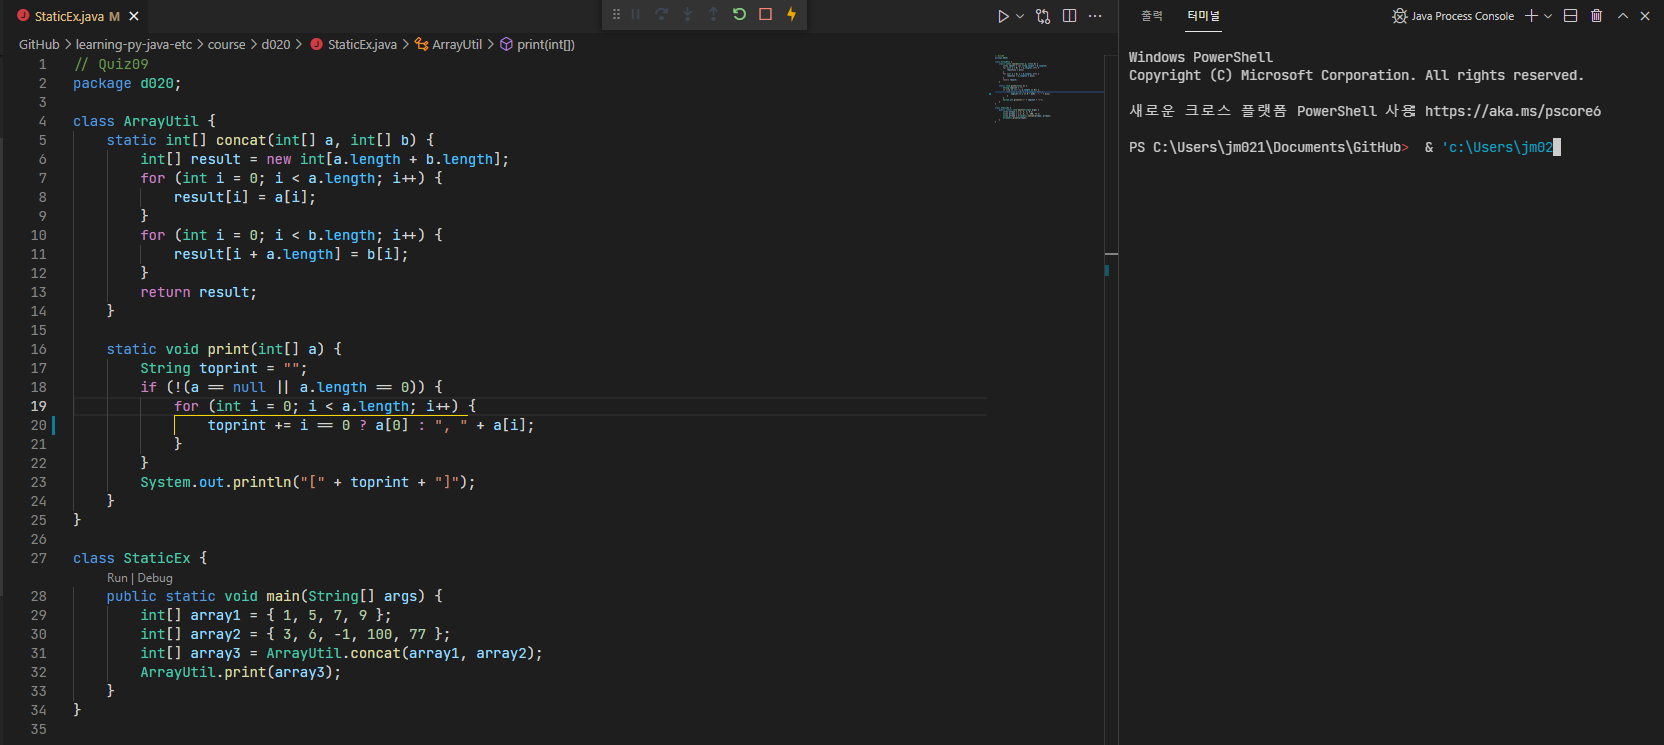 StaticEx.java M
GitHub > learning-py-java-etc > course > d020 > StaticEx.java > ArrayUtil > print(int[])
1 // Quiz09
2 package d020;
3
4 class ArrayUtil {
5 static int[] concat(int[] a, int[] b) {
6 int[] result = new int[a.length + b.length];
7 for (int i = 0; i < a.length; i++) {
8 result[i] = a[i];
9 }
10 for (int i = 0; i < b.length; i++) {
11 result[i + a.length] = b[i];
12 }
13 return result;
14 }
15
16 static void print(int[] a) {
17 String toprint = "";
18 if (!(a == null || a.length == 0)) {
19 for (int i = 0; i < a.length; i++) {
20 toprint += i == 0 ? a[0] : ", " + a[i];
21 }
22 }
23 System.out.println("[" + toprint + "]");
24 }
25 }
26
27 class StaticEx {
Run | Debug
28 public static void main(String[] args) {
29 int[] array1 = { 1, 5, 7, 9 };
30 int[] array2 = { 3, 6, -1, 100, 77 };
31 int[] array3 = ArrayUtil.concat(array1, array2);
32 ArrayUtil.print(array3);
33 }
34 }
35
출력 터미널 Java Process Console
Windows PowerShell
Copyright (C) Microsoft Corporation. All rights reserved.
새로운 크로스 플랫폼 PowerShell 사용 https://aka.ms/pscore6
PS C:\Users\jm021\Documents\GitHub> & 'c:\Users\jm02